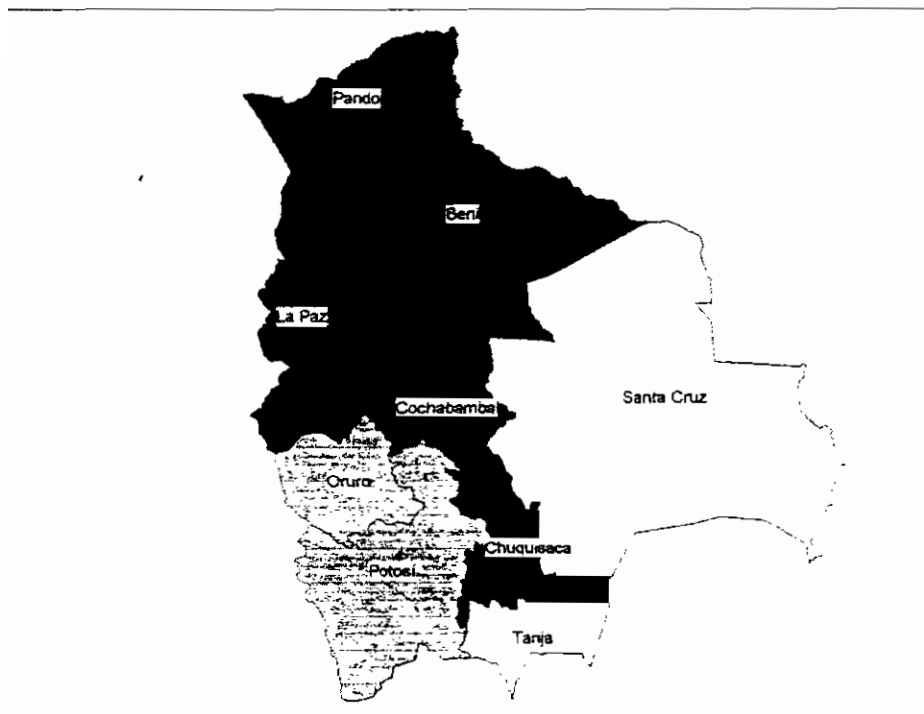 Pando
Beni
La Paz
Santa Cruz
Cochabamba
Oruro
Chuquisaca
Potosí
Tarija